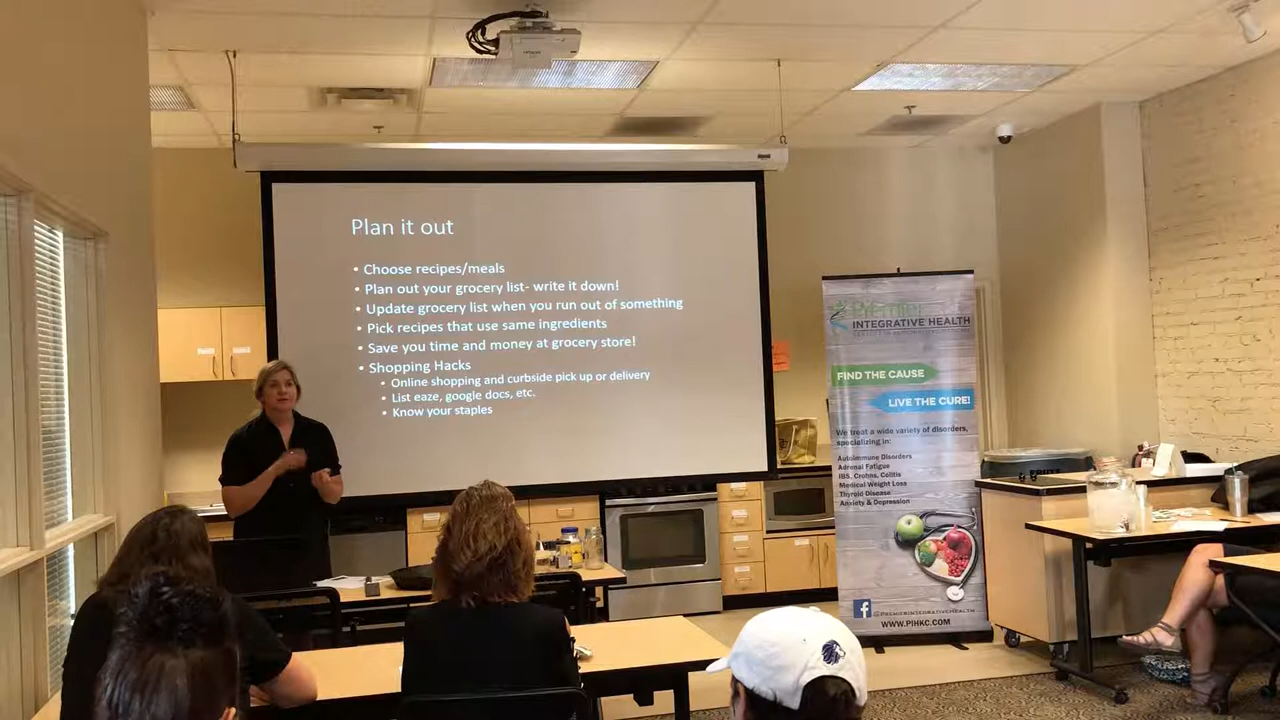 HITACHI
Plan it out
• Choose recipes/meals
• Plan out your grocery list- write it down!
• Update grocery list when you run out of something
• Pick recipes that use same ingredients
• Save you time and money at grocery store!
• Shopping Hacks
• Online shopping and curbside pick up or delivery
• List eaze, google docs, etc.
• Know your staples
Premier
INTEGRATIVE HEALTH
FIND THE CAUSE
LIVE THE CURE!
We treat a wide variety of disorders,
specializing in:
Autoimmune Disorders
Adrenal Fatigue
IBS, Crohns, Colitis
Medical Weight Loss
Thyroid Disease
Anxiety & Depression
f @PREMIERINTEGRATIVEHEALTH
WWW.PIHKC.COM